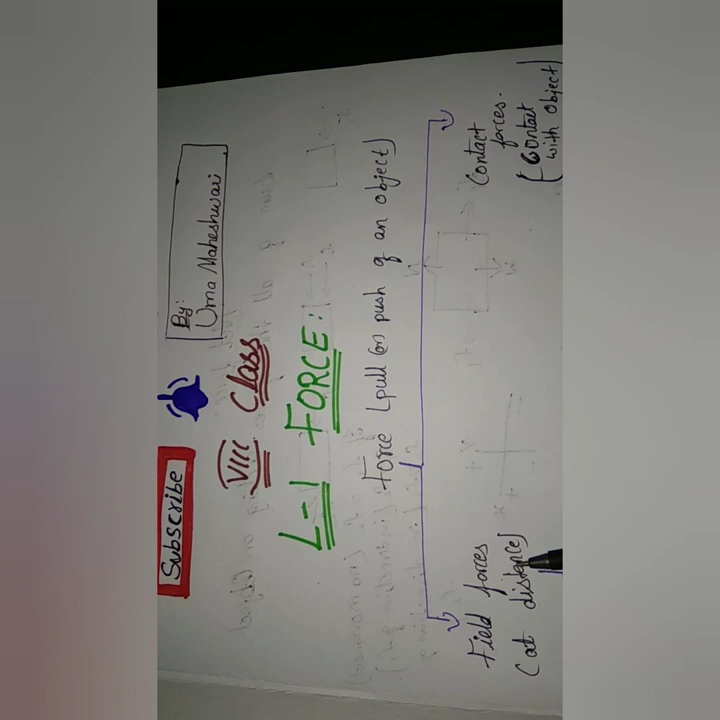 Subscribe
By:
Uma Maheshwari
VIII Class
L-1 FORCE:
Force [pull (or) push of an object]
Field forces
(at distance)
Contact
forces.
[Contact
with object]